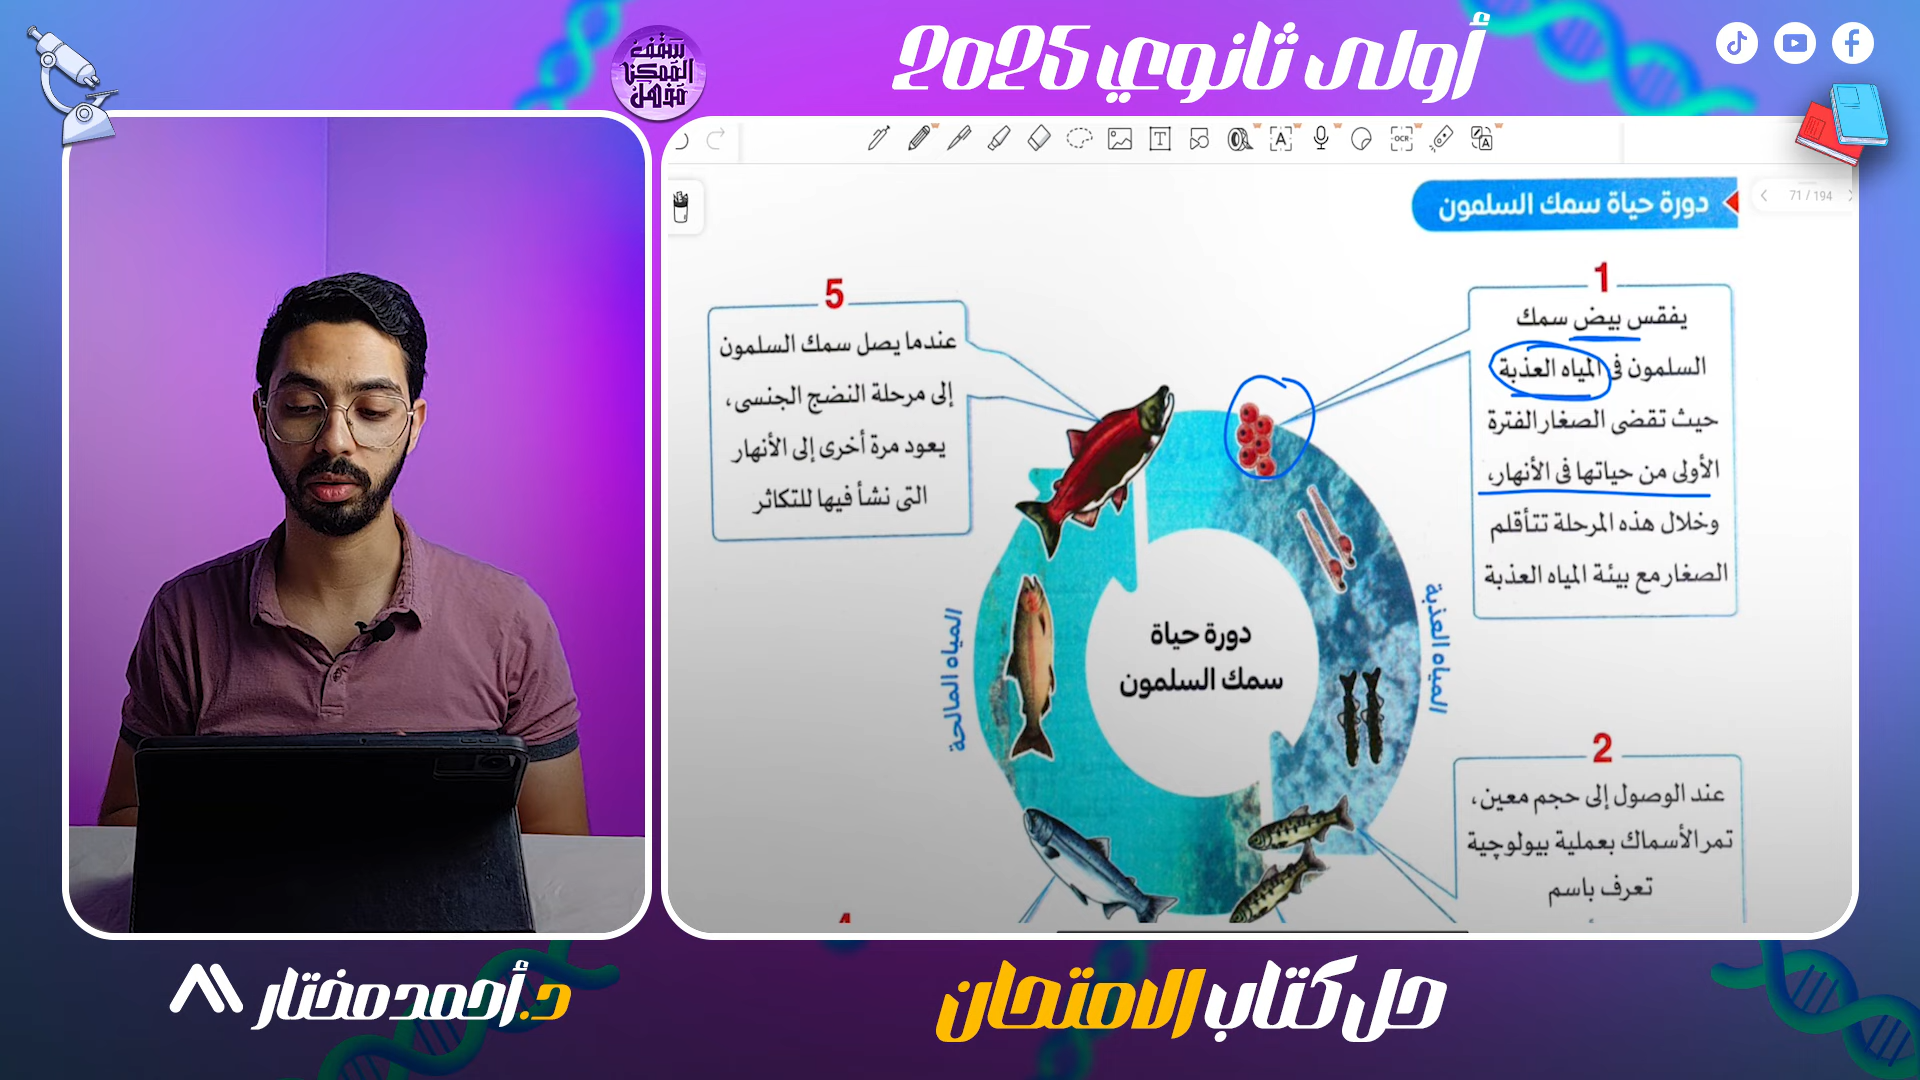 أولى ثانوي 2025
سقف
الممكن
مذهل
71 / 194
دورة حياة سمك السلمون
1
يفقس بيض سمك
السلمون فى المياه العذبة
حيث تقضى الصغار الفترة
الأولى من حياتها فى الأنهار،
وخلال هذه المرحلة تتأقلم
الصغار مع بيئة المياه العذبة
5
عندما يصل سمك السلمون
إلى مرحلة النضج الجنسى،
يعود مرة أخرى إلى الأنهار
التى نشأ فيها للتكاثر
المياه العذبة
المياه المالحة
دورة حياة
سمك السلمون
2
عند الوصول إلى حجم معين،
تمر الأسماك بعملية بيولوچية
تعرف باسم
حل كتاب الامتحان
د.أحمد مختار